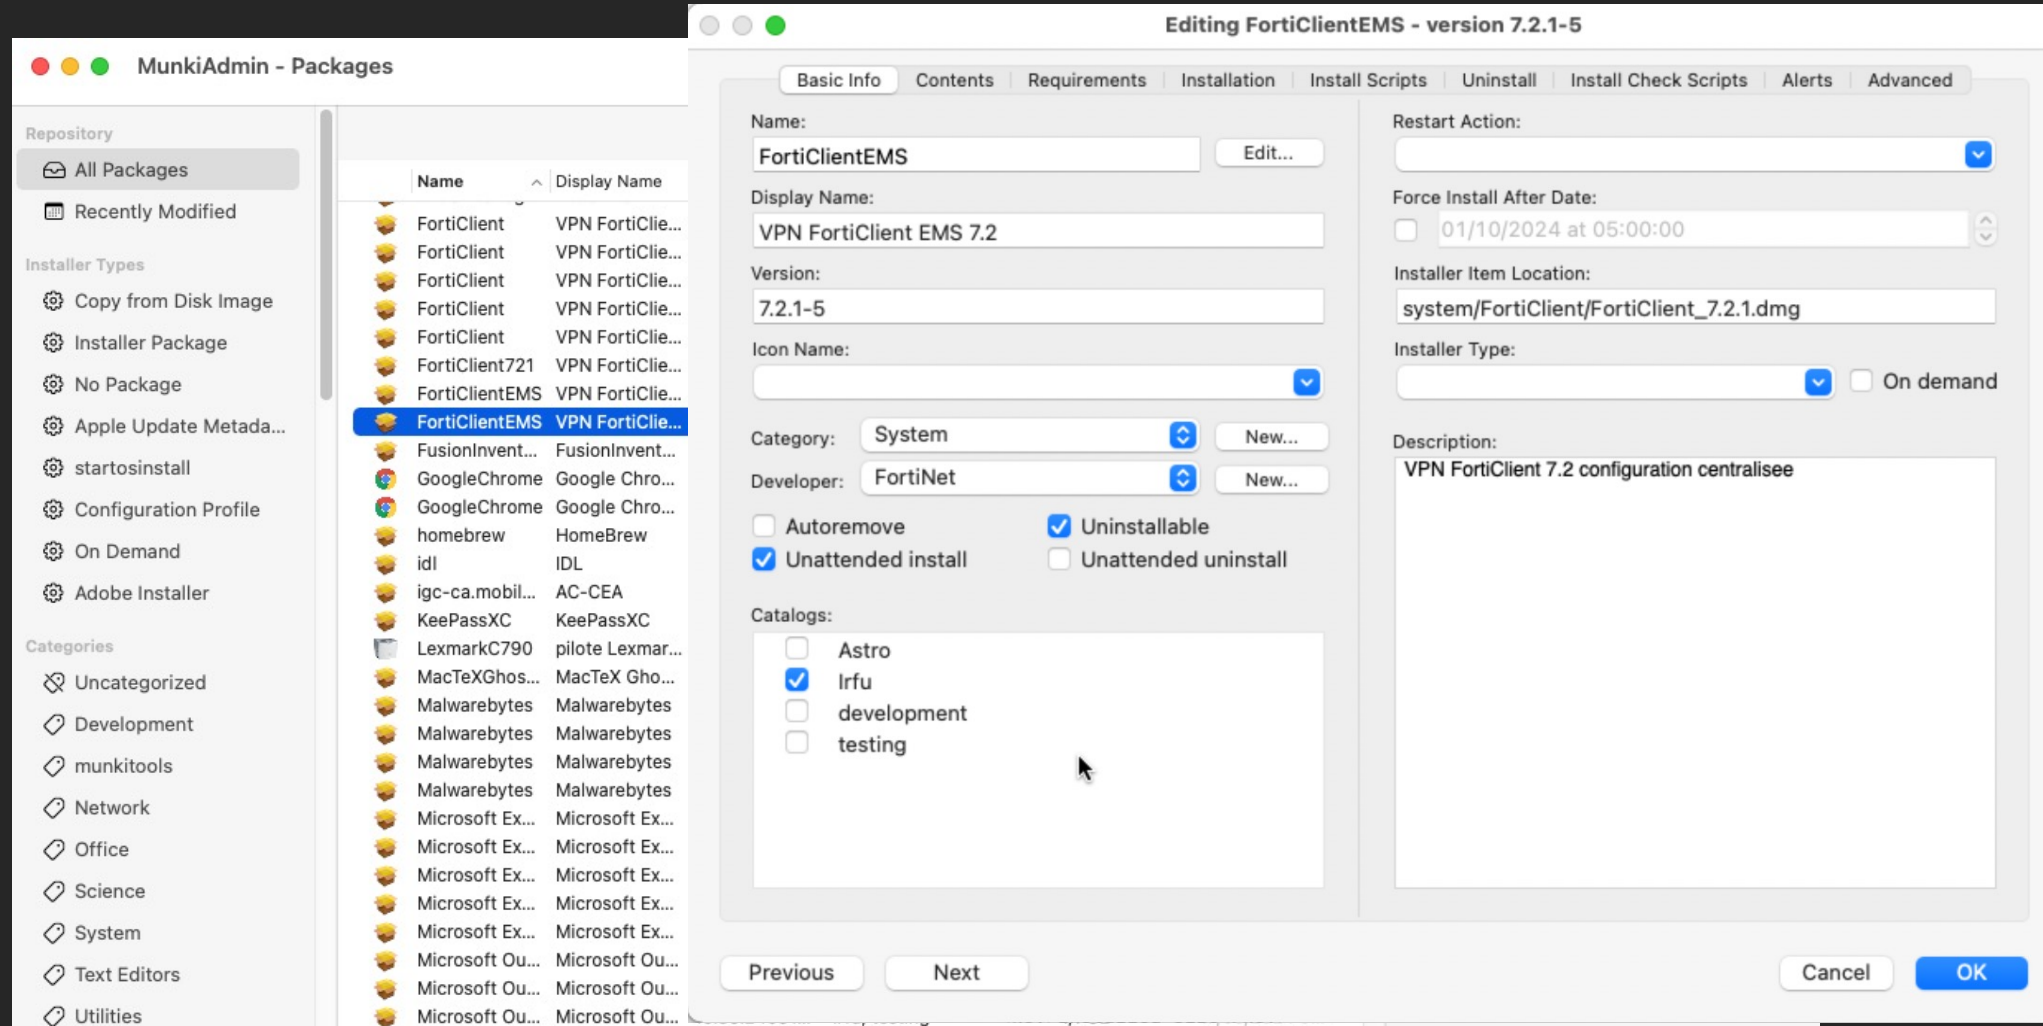 MunkiAdmin - Packages
Repository
All Packages
Recently Modified
Installer Types
Copy from Disk Image
Installer Package
No Package
Apple Update Metada...
startosinstall
Configuration Profile
On Demand
Adobe Installer
Categories
Uncategorized
Development
munkitools
Network
Office
Science
System
Text Editors
Utilities
Name Display Name
FortiClient VPN FortiClie...
FortiClient VPN FortiClie...
FortiClient VPN FortiClie...
FortiClient VPN FortiClie...
FortiClient VPN FortiClie...
FortiClient721 VPN FortiClie...
FortiClientEMS VPN FortiClie...
FortiClientEMS VPN FortiClie...
FusionInvent... FusionInvent...
GoogleChrome Google Chro...
GoogleChrome Google Chro...
homebrew HomeBrew
idl IDL
igc-ca.mobil... AC-CEA
KeePassXC KeePassXC
LexmarkC790 pilote Lexmar...
MacTeXGhos... MacTeX Gho...
Malwarebytes Malwarebytes
Malwarebytes Malwarebytes
Malwarebytes Malwarebytes
Malwarebytes Malwarebytes
Microsoft Ex... Microsoft Ex...
Microsoft Ex... Microsoft Ex...
Microsoft Ex... Microsoft Ex...
Microsoft Ex... Microsoft Ex...
Microsoft Ex... Microsoft Ex...
Microsoft Ou... Microsoft Ou...
Microsoft Ou... Microsoft Ou...
Microsoft Ou... Microsoft Ou...
Editing FortiClientEMS - version 7.2.1-5
Basic Info Contents Requirements Installation Install Scripts Uninstall Install Check Scripts Alerts Advanced
Name:
FortiClientEMS Edit...
Display Name:
VPN FortiClient EMS 7.2
Version:
7.2.1-5
Icon Name:
Category: System New...
Developer: FortiNet New...
Autoremove Uninstallable
Unattended install Unattended uninstall
Catalogs:
Astro
Irfu
development
testing
Restart Action:
Force Install After Date:
01/10/2024 at 05:00:00
Installer Item Location:
system/FortiClient/FortiClient_7.2.1.dmg
Installer Type:
On demand
Description:
VPN FortiClient 7.2 configuration centralisee
Previous Next Cancel OK